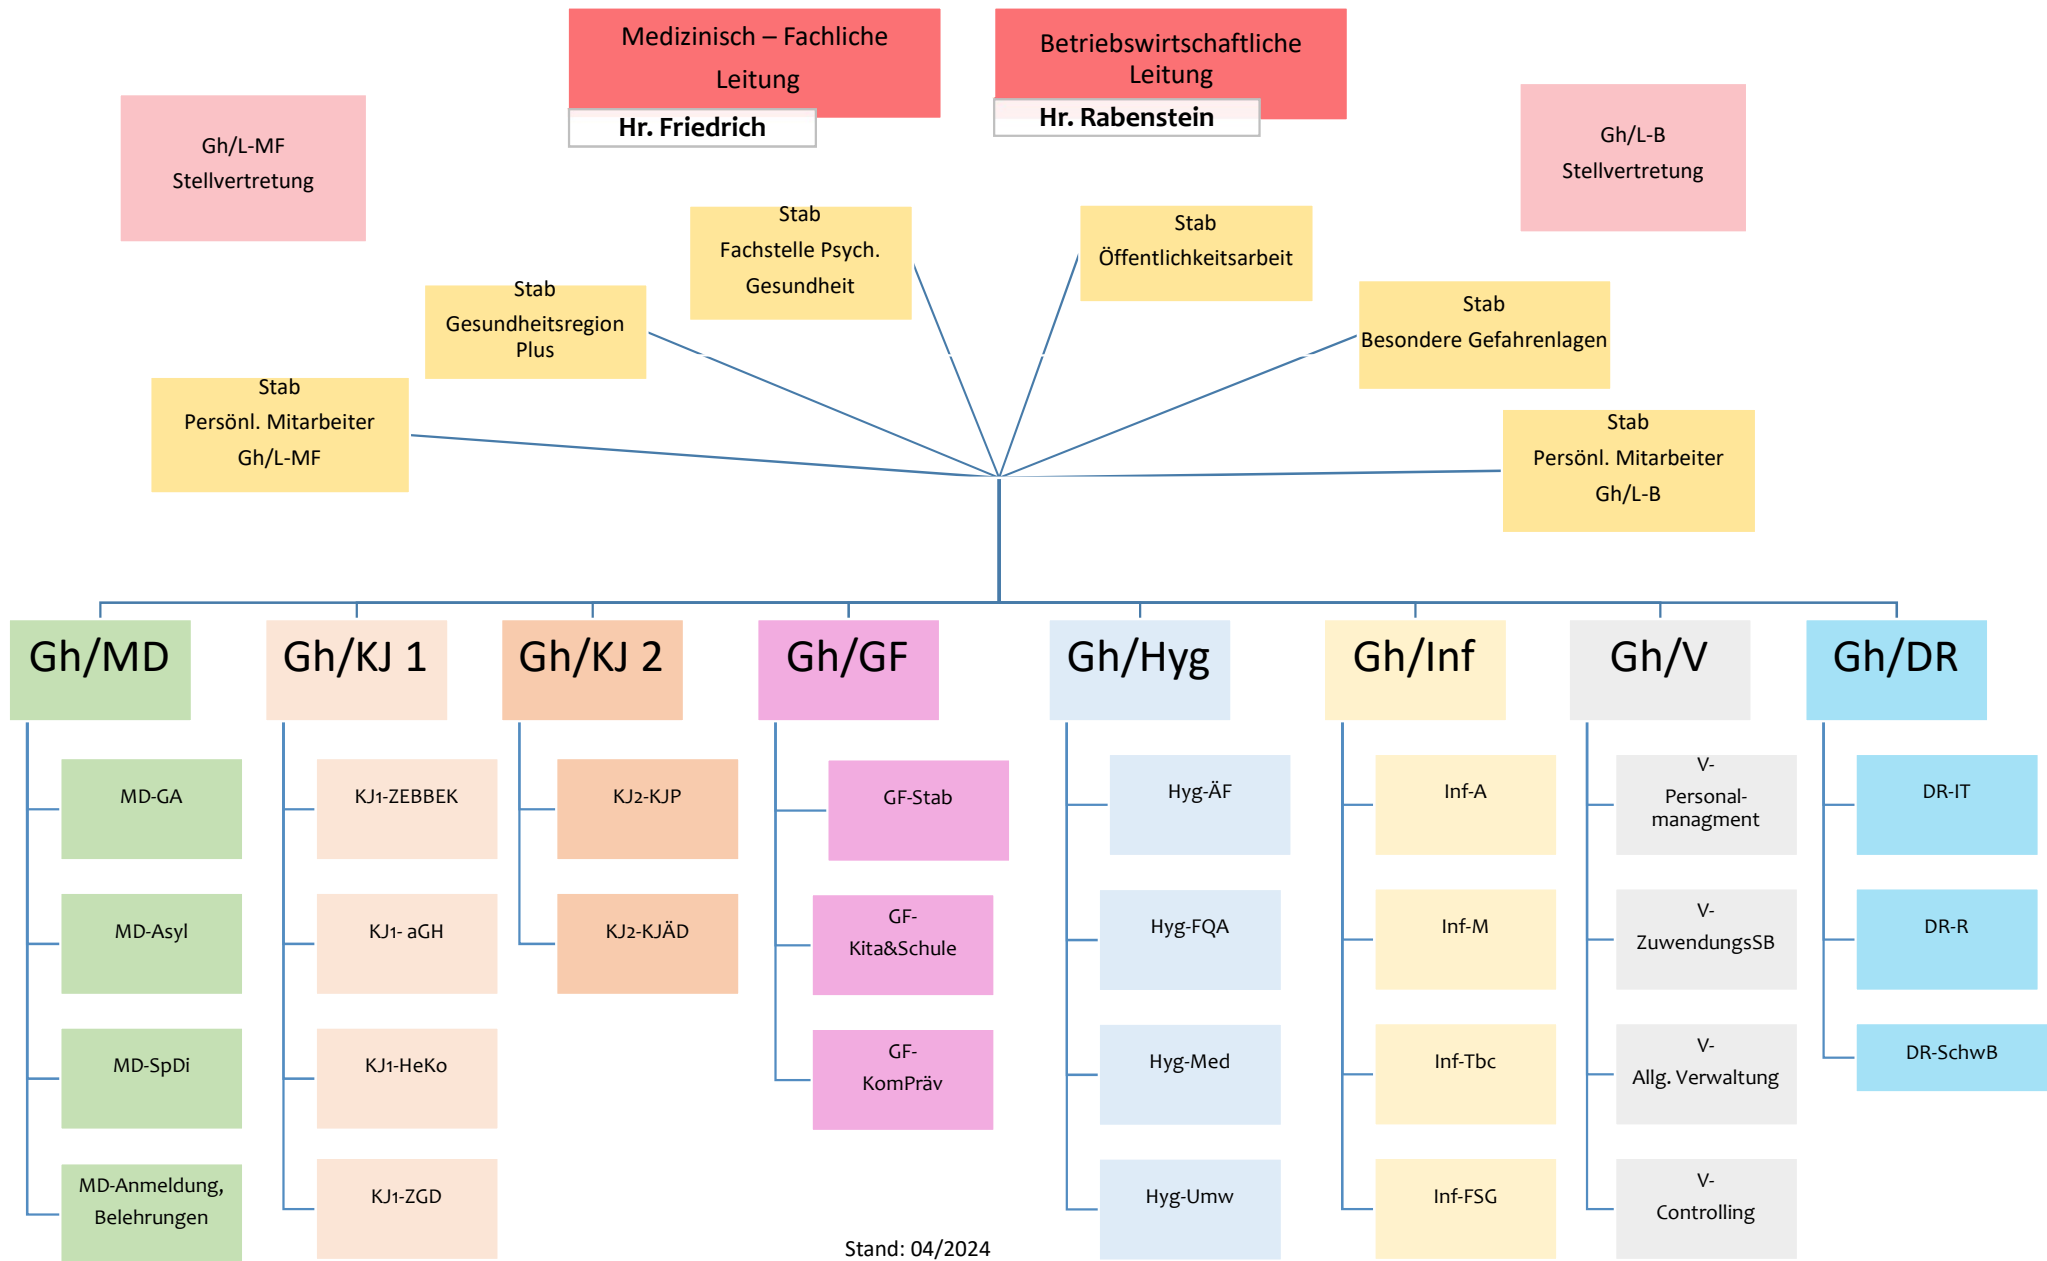 Medizinisch – Fachliche
Leitung
Hr. Friedrich
Betriebswirtschaftliche
Leitung
Hr. Rabenstein
Gh/L-MF
Stellvertretung
Gh/L-B
Stellvertretung
Stab
Fachstelle Psych.
Gesundheit
Stab
Öffentlichkeitsarbeit
Stab
Gesundheitsregion
Plus
Stab
Besondere Gefahrenlagen
Stab
Persönl. Mitarbeiter
Gh/L-MF
Stab
Persönl. Mitarbeiter
Gh/L-B
Gh/MD
Gh/KJ 1
Gh/KJ 2
Gh/GF
Gh/Hyg
Gh/Inf
Gh/V
Gh/DR
MD-GA
MD-Asyl
MD-SpDi
MD-Anmeldung,
Belehrungen
KJ1-ZEBBEK
KJ1- aGH
KJ1-HeKo
KJ1-ZGD
KJ2-KJP
KJ2-KJÄD
GF-Stab
GF-
Kita&Schule
GF-
KomPräv
Hyg-ÄF
Hyg-FQA
Hyg-Med
Hyg-Umw
Inf-A
Inf-M
Inf-Tbc
Inf-FSG
V-
Personal-
managment
V-
ZuwendungsSB
V-
Allg. Verwaltung
V-
Controlling
DR-IT
DR-R
DR-SchwB
Stand: 04/2024